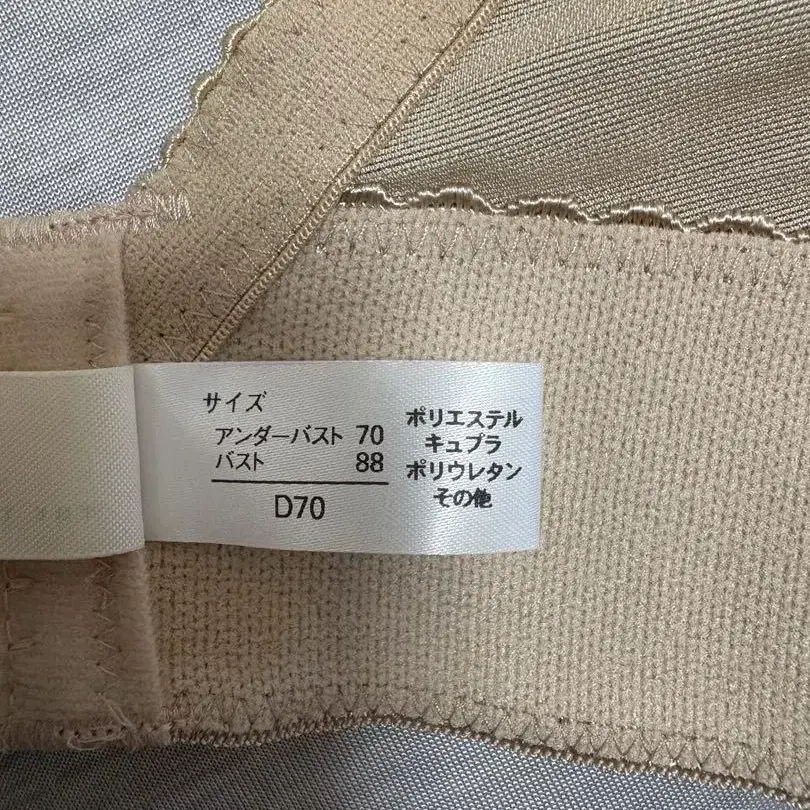 サイズ
アンダーバスト 70
バスト 88
D70
ポリエステル
キュプラ
ポリウレタン
その他